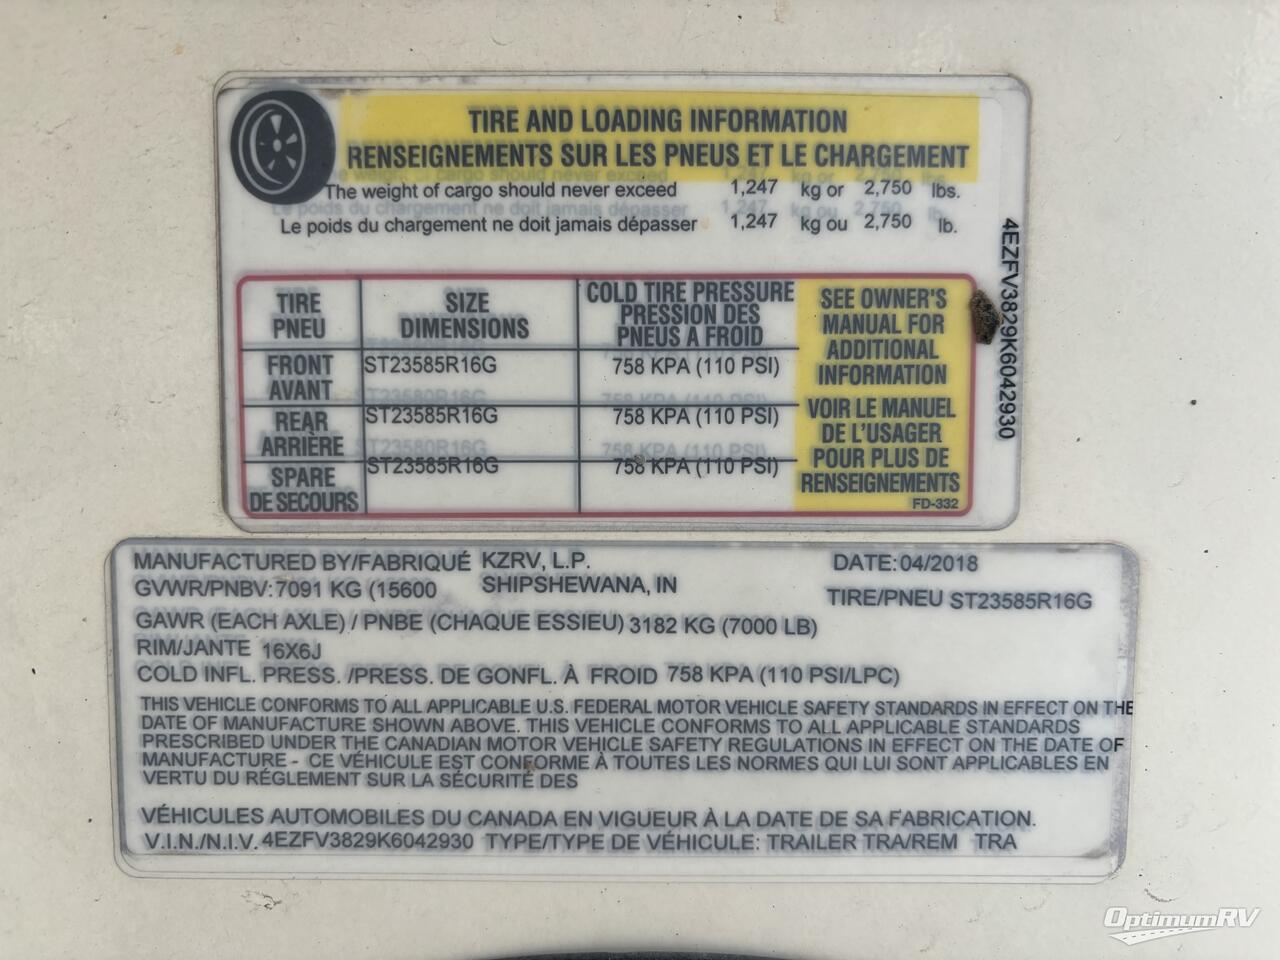 TIRE AND LOADING INFORMATION
RENSEIGNEMENTS SUR LES PNEUS ET LE CHARGEMENT
The weight of cargo should never exceed 1,247 kg or 2,750 lbs.
Le poids du chargement ne doit jamais dépasser 1,247 kg ou 2,750 lb.
TIRE PNEU
SIZE DIMENSIONS
COLD TIRE PRESSURE
PRESSION DES
PNEUS A FROID
FRONT AVANT ST23585R16G 758 KPA (110 PSI)
REAR ARRIÈRE ST23585R16G 758 KPA (110 PSI)
SPARE DE SECOURS ST23585R16G 758 KPA (110 PSI)
SEE OWNER'S
MANUAL FOR
ADDITIONAL
INFORMATION
VOIR LE MANUEL
DE L'USAGER
POUR PLUS DE
RENSEIGNEMENTS
FD-332
4EZFV3829K6042930
MANUFACTURED BY/FABRIQUÉ KZRV, L.P. DATE: 04/2018
GVWR/PNBV: 7091 KG (15600 SHIPSHEWANA, IN TIRE/PNEU ST23585R16G
GAWR (EACH AXLE) / PNBE (CHAQUE ESSIEU) 3182 KG (7000 LB)
RIM/JANTE 16X6J
COLD INFL. PRESS. /PRESS. DE GONFL. À FROID 758 KPA (110 PSI/LPC)
THIS VEHICLE CONFORMS TO ALL APPLICABLE U.S. FEDERAL MOTOR VEHICLE SAFETY STANDARDS IN EFFECT ON THE
DATE OF MANUFACTURE SHOWN ABOVE. THIS VEHICLE CONFORMS TO ALL APPLICABLE STANDARDS
PRESCRIBED UNDER THE CANADIAN MOTOR VEHICLE SAFETY REGULATIONS IN EFFECT ON THE DATE OF
MANUFACTURE - CE VÉHICULE EST CONFORME À TOUTES LES NORMES QUI LUI SONT APPLICABLES EN
VERTU DU RÉGLEMENT SUR LA SÉCURITÉ DES
VÉHICULES AUTOMOBILES DU CANADA EN VIGUEUR À LA DATE DE SA FABRICATION.
V.I.N./N.I.V. 4EZFV3829K6042930 TYPE/TYPE DE VÉHICULE: TRAILER TRA/REM TRA
OptimumRV